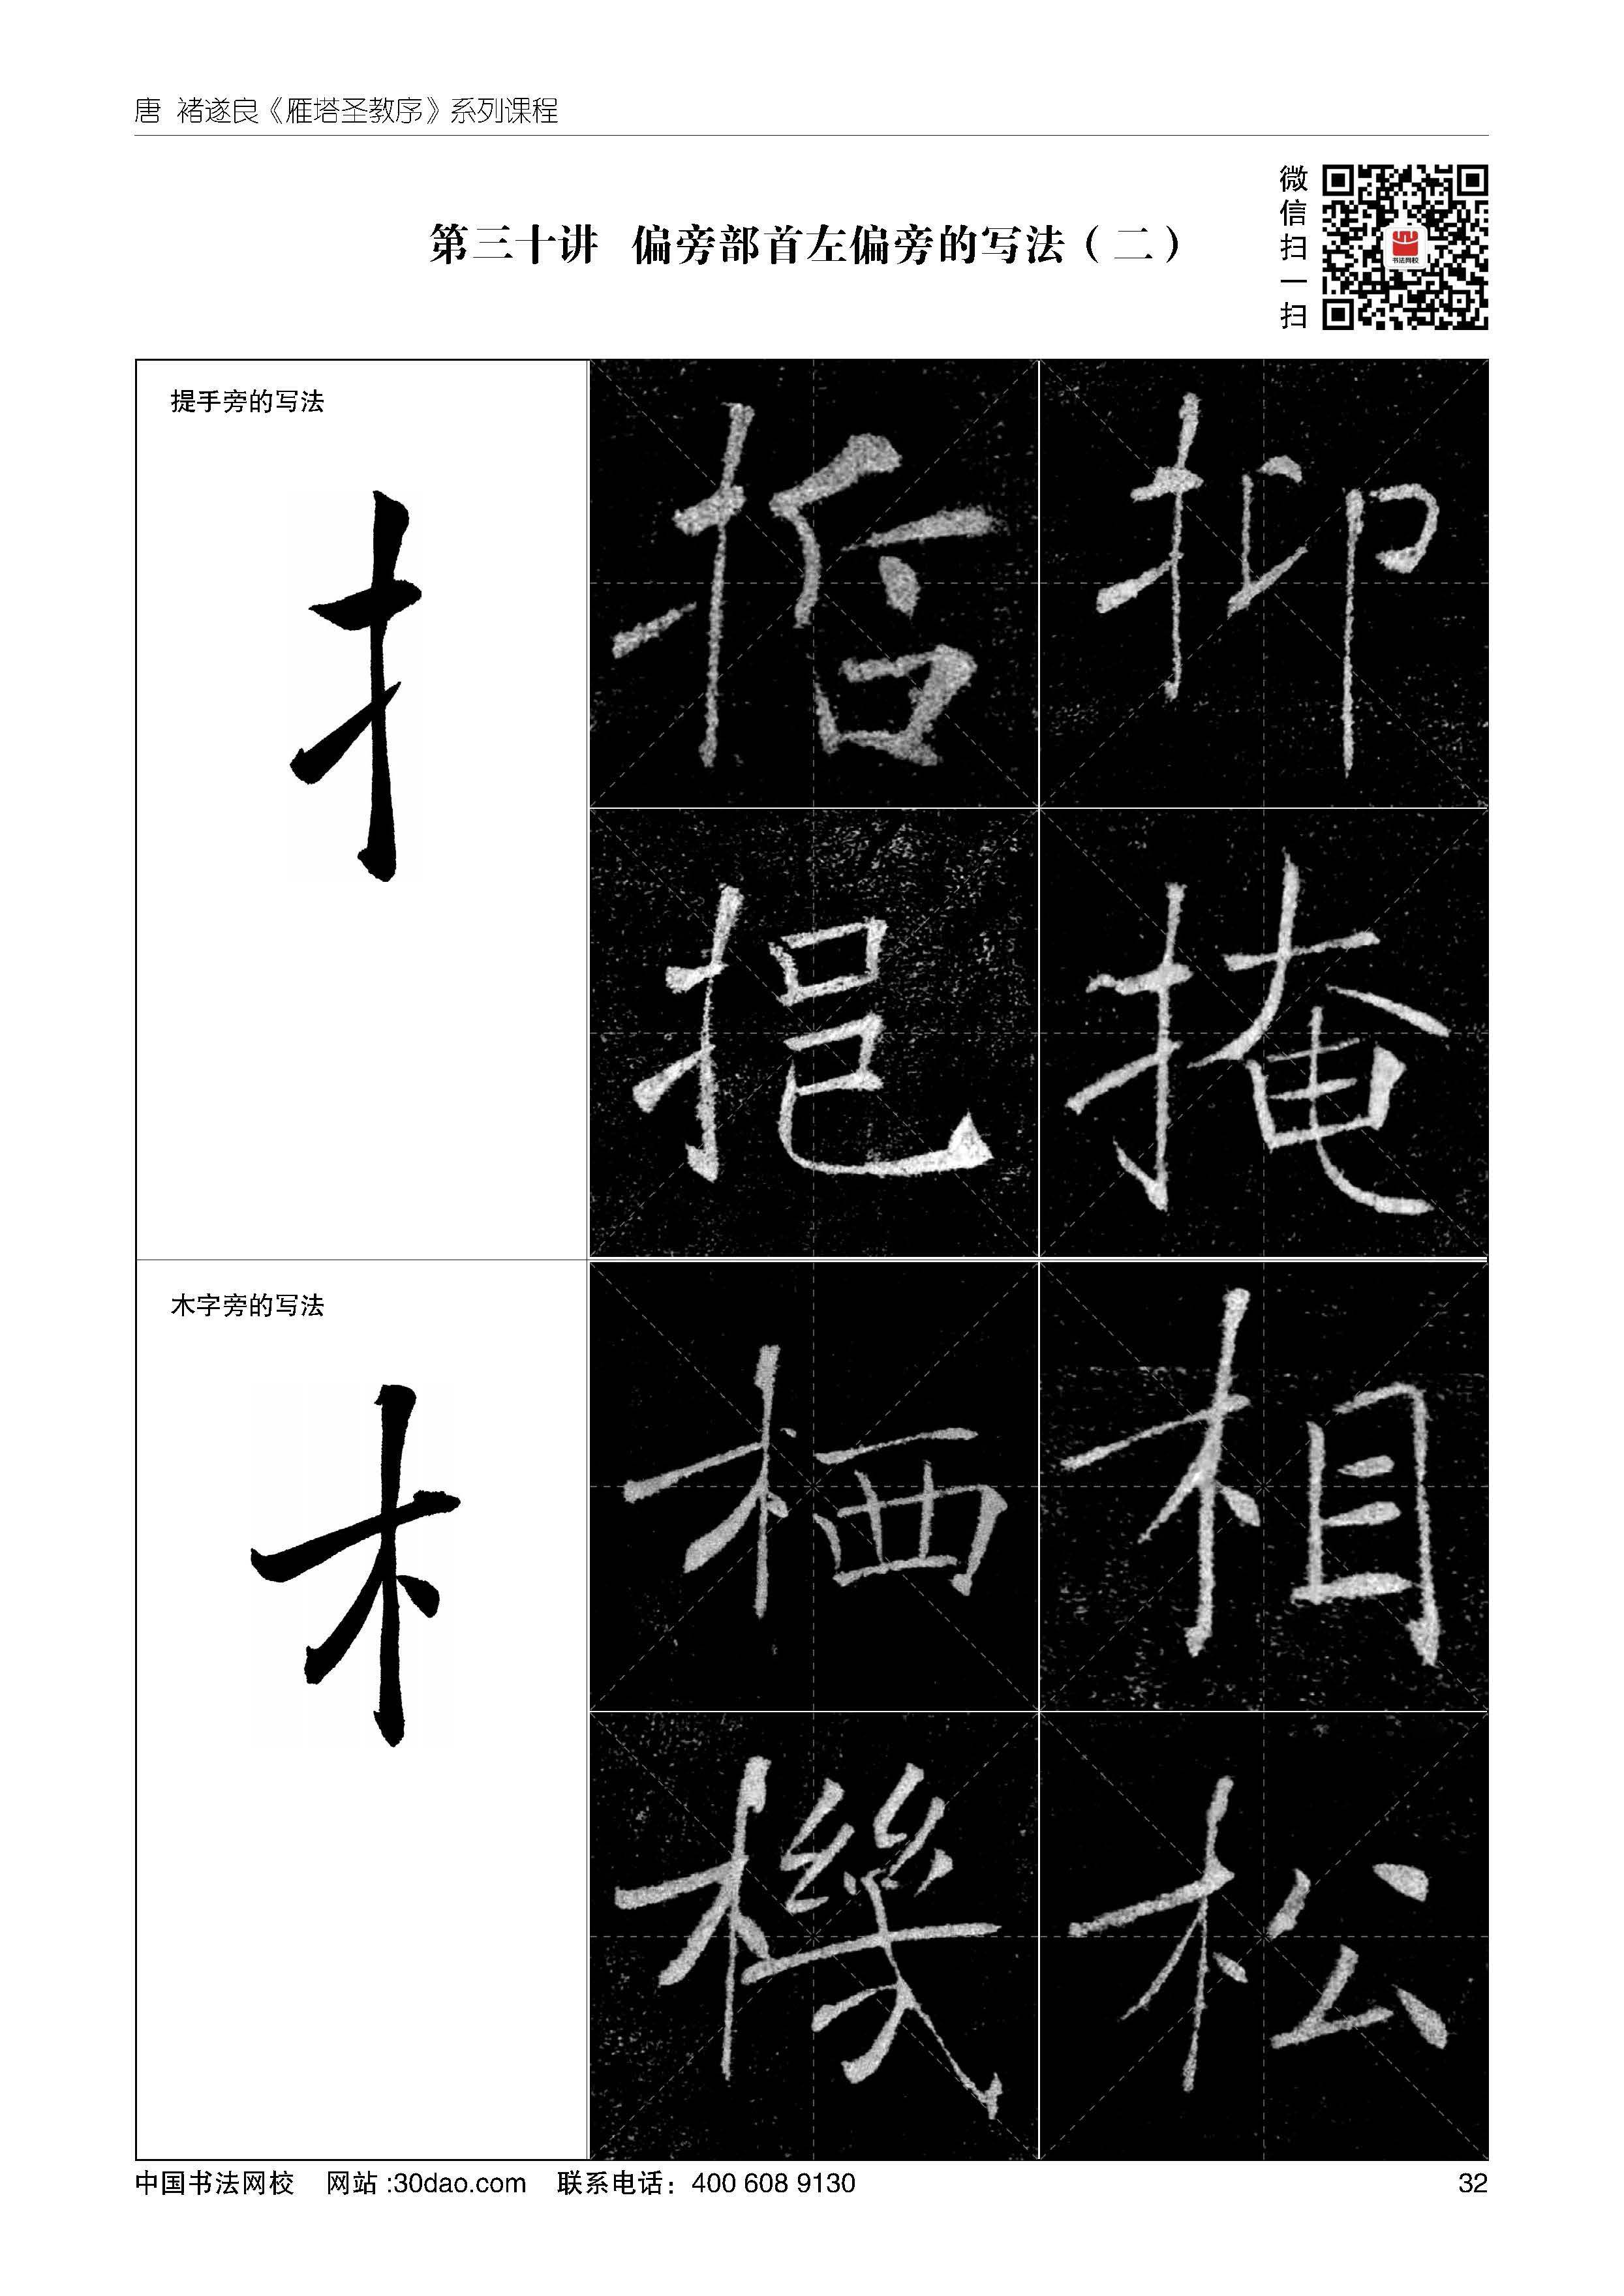 唐 褚遂良《雁塔圣教序》系列课程
第三十讲 偏旁部首左偏旁的写法（二）
微信扫一扫
书法网校
提手旁的写法
扌
哲 抑
挹 掩
木字旁的写法
木
栖 相
機 松
中国书法网校 网站:30dao.com 联系电话：400 608 9130
32